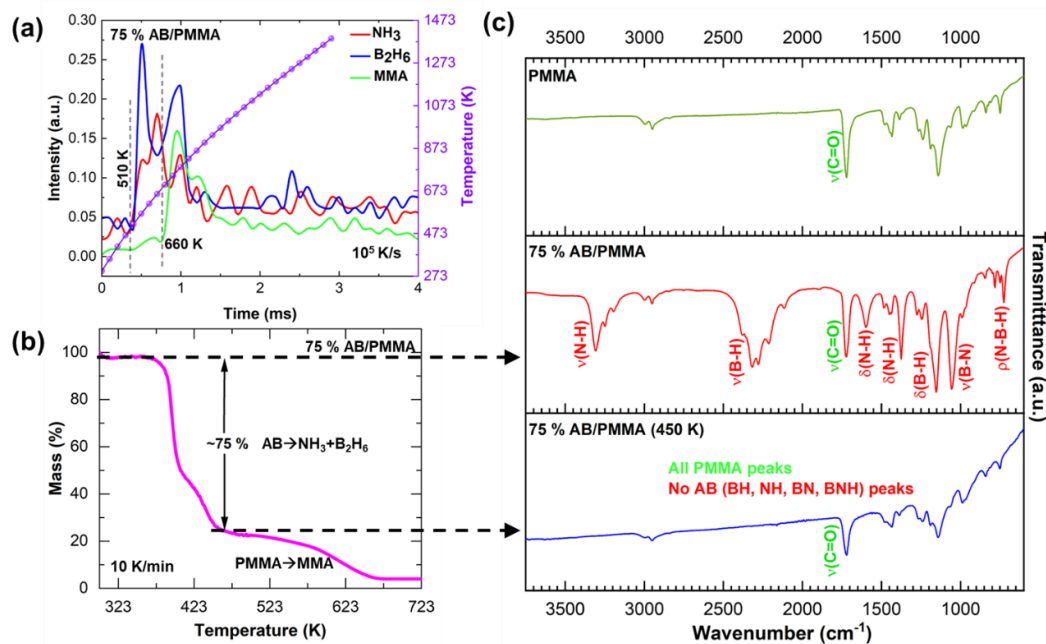 (a)
75 % AB/PMMA
NH3
B2H6
MMA
510 K
660 K
10^5 K/s
Intensity (a.u.)
0.30
0.25
0.20
0.15
0.10
0.05
0.00
Temperature (K)
1473
1273
1073
873
673
473
273
0 1 2 3 4
Time (ms)
(b)
75 % AB/PMMA
~75 % AB→NH3+B2H6
PMMA→MMA
10 K/min
Mass (%)
100
80
60
40
20
0
323 423 523 623 723
Temperature (K)
(c)
3500 3000 2500 2000 1500 1000
PMMA
ν(C=O)
75 % AB/PMMA
ν(N-H)
ν(B-H)
ν(C=O)
δ(N-H)
δ(N-H)
δ(B-H)
ν(B-N)
ρ(N-B-H)
75 % AB/PMMA (450 K)
All PMMA peaks
No AB (BH, NH, BN, BNH) peaks
ν(C=O)
Transmitttance (a.u.)
3500 3000 2500 2000 1500 1000
Wavenumber (cm-1)